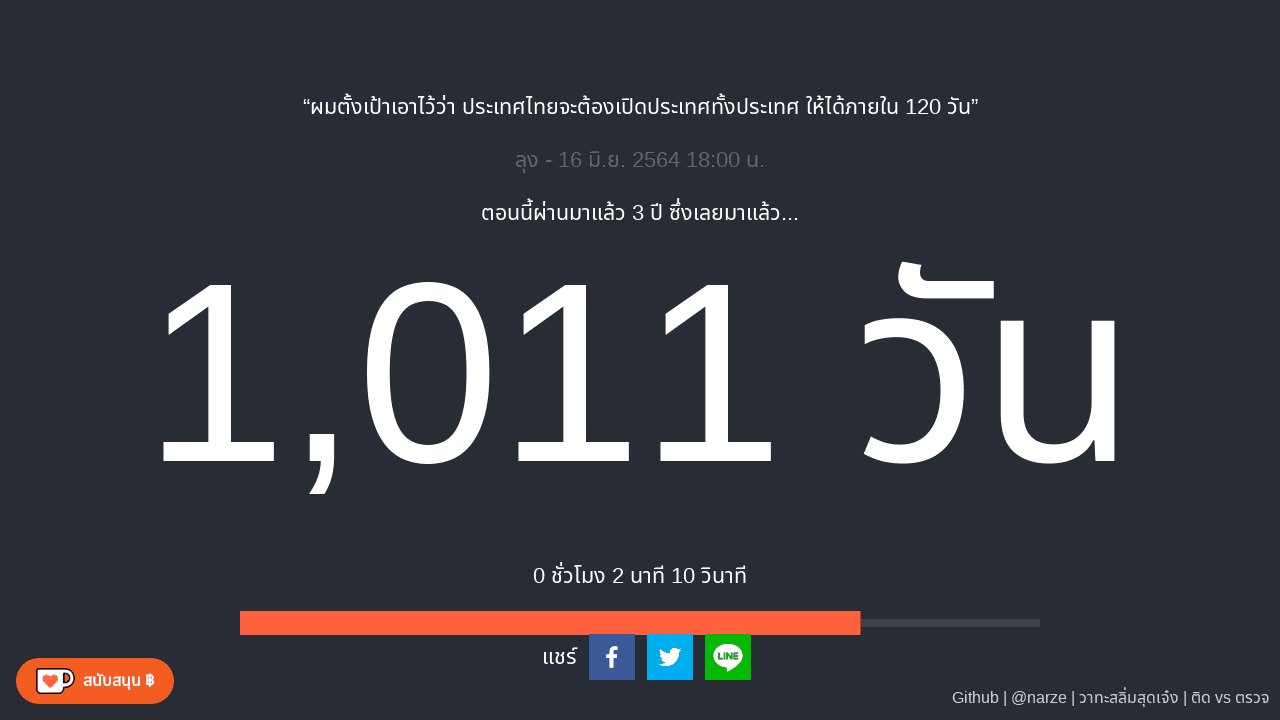 “ผมตั้งเป้าเอาไว้ว่า ประเทศไทยจะต้องเปิดประเทศทั้งประเทศ ให้ได้ภายใน 120 วัน”
ลุง - 16 มิ.ย. 2564 18:00 น.
ตอนนี้ผ่านมาแล้ว 3 ปี ซึ่งเลยมาแล้ว...
1,011 วัน
0 ชั่วโมง 2 นาที 10 วินาที
แชร์ LINE
สนับสนุน ฿
Github | @narze | วาทะสลิ่มสุดเจ๋ง | ติด vs ตรวจ